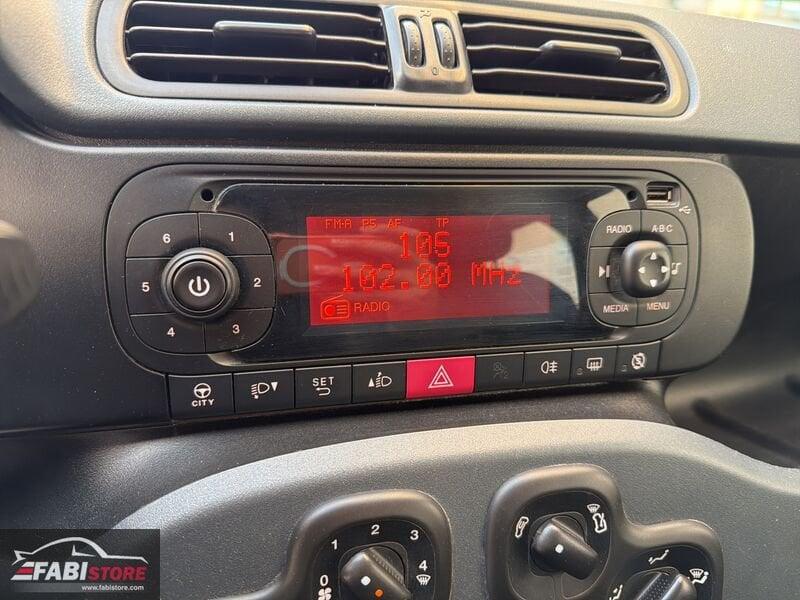 FM-A P5 AF TP
105
102.00 MHz
RADIO
6 1
5 2
4 3
RADIO A·B·C
MEDIA MENU
CITY
SET
0 1 2 3 4
FABISTORE
www.fabistore.com